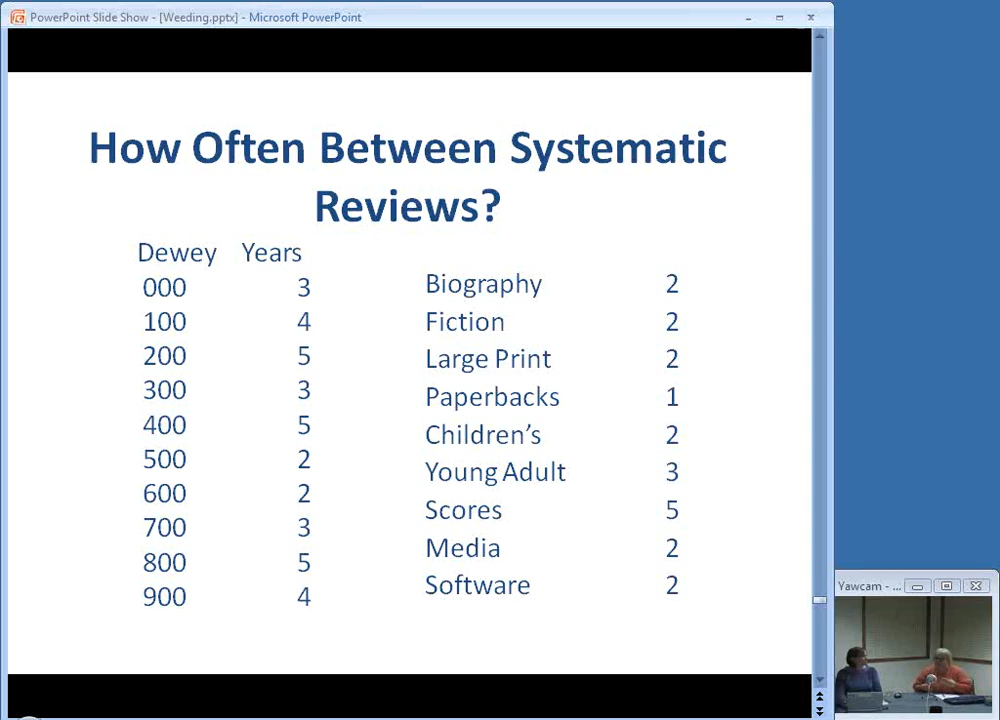 PowerPoint Slide Show - [Weeding.pptx] - Microsoft PowerPoint
How Often Between Systematic
Reviews?
Dewey Years
000 3
100 4
200 5
300 3
400 5
500 2
600 2
700 3
800 5
900 4
Biography 2
Fiction 2
Large Print 2
Paperbacks 1
Children’s 2
Young Adult 3
Scores 5
Media 2
Software 2
Yawcam - ...